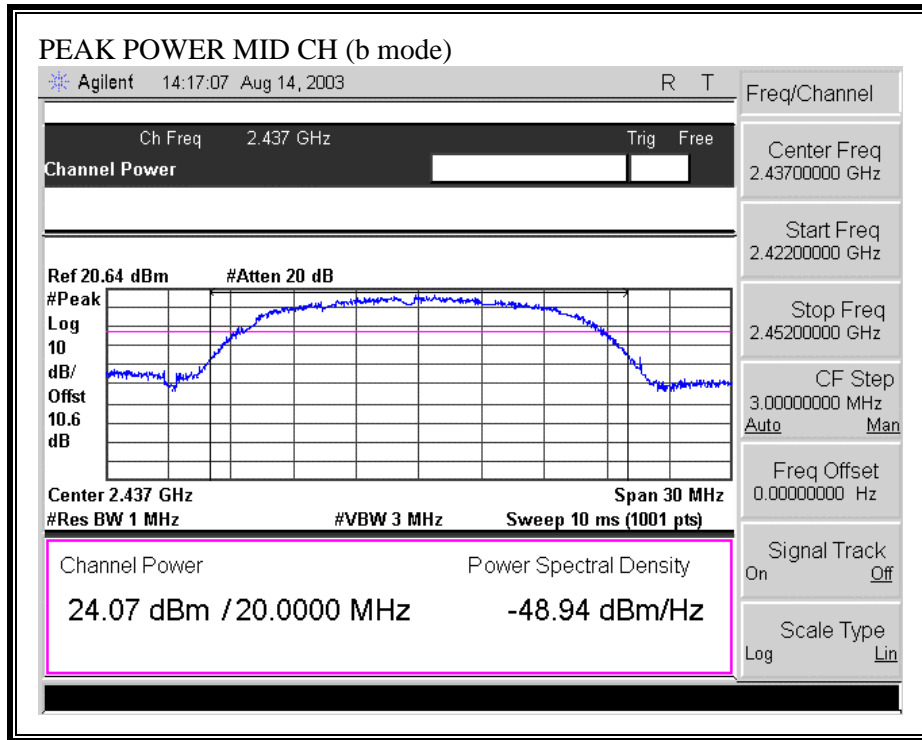 PEAK POWER MID CH (b mode)
Agilent 14:17:07 Aug 14, 2003 R T
Freq/Channel
Ch Freq 2.437 GHz Trig Free
Channel Power
Center Freq
2.43700000 GHz
Start Freq
2.42200000 GHz
Ref 20.64 dBm #Atten 20 dB
#Peak
Log
10
dB/
Offst
10.6
dB
Stop Freq
2.45200000 GHz
CF Step
3.00000000 MHz
Auto Man
Center 2.437 GHz Span 30 MHz
#Res BW 1 MHz #VBW 3 MHz Sweep 10 ms (1001 pts)
Freq Offset
0.00000000 Hz
Channel Power Power Spectral Density
24.07 dBm / 20.0000 MHz -48.94 dBm/Hz
Signal Track
On Off
Scale Type
Log Lin